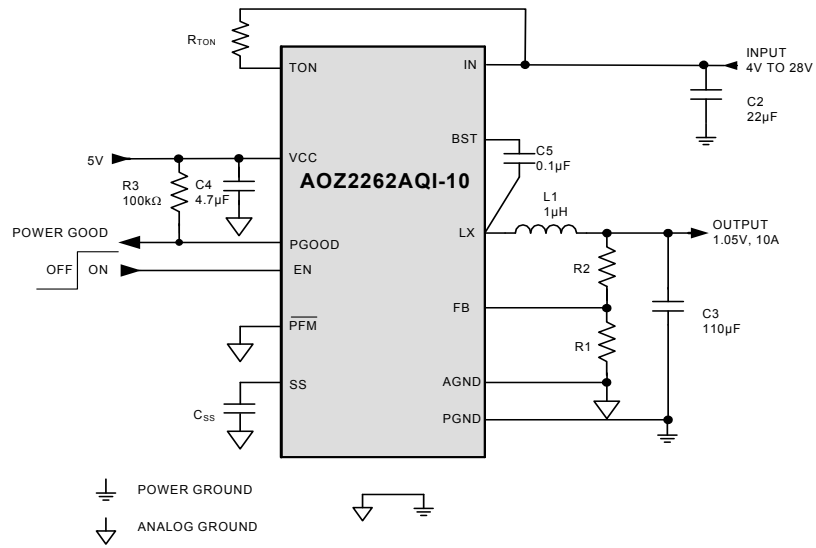 R_TON
TON
IN
INPUT
4V TO 28V
C2
22µF
BST
C5
0.1µF
5V
VCC
AOZ2262AQI-10
R3
100kΩ
C4
4.7µF
L1
1µH
POWER GOOD
PGOOD
LX
OUTPUT
1.05V, 10A
OFF
ON
EN
R2
FB
C3
110µF
PFM
R1
SS
AGND
C_SS
PGND
POWER GROUND
ANALOG GROUND